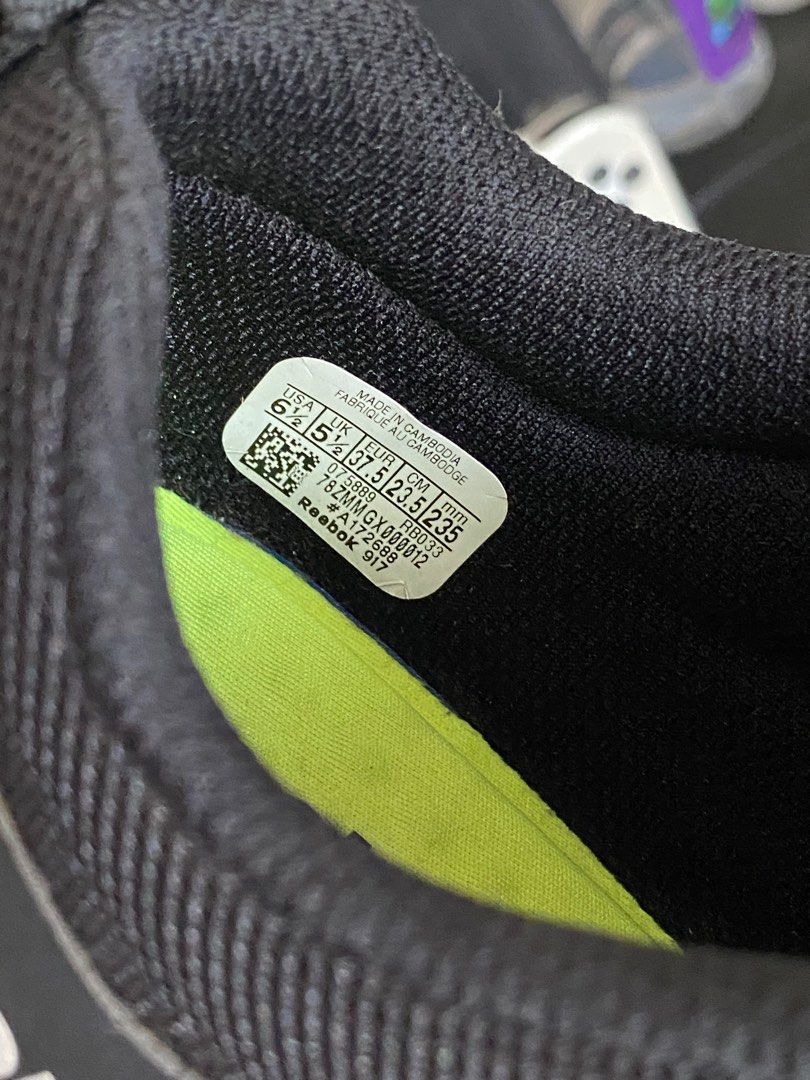 MADE IN CAMBODIA
FABRIQUE AU CAMBODGE
USA UK EUR CM mm
6½ 5½ 37.5 23.5 235
075889 RB033
78ZMMGX000012
#A172688
Reebok 917